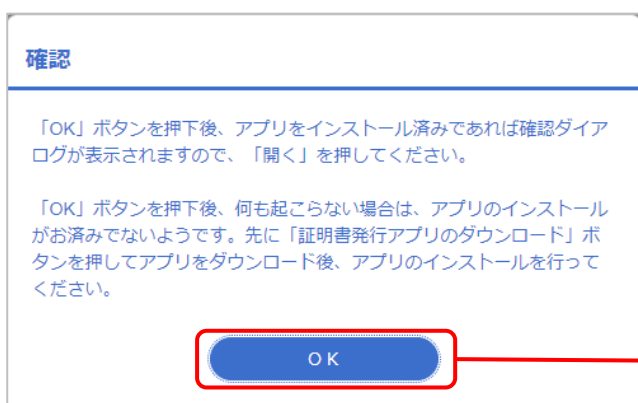 確認
「OK」ボタンを押下後、アプリをインストール済みであれば確認ダイア
ログが表示されますので、「開く」を押してください。
「OK」ボタンを押下後、何も起こらない場合は、アプリのインストール
がお済みでないようです。先に「証明書発行アプリのダウンロード」ボ
タンを押してアプリをダウンロード後、アプリのインストールを行って
ください。
OK